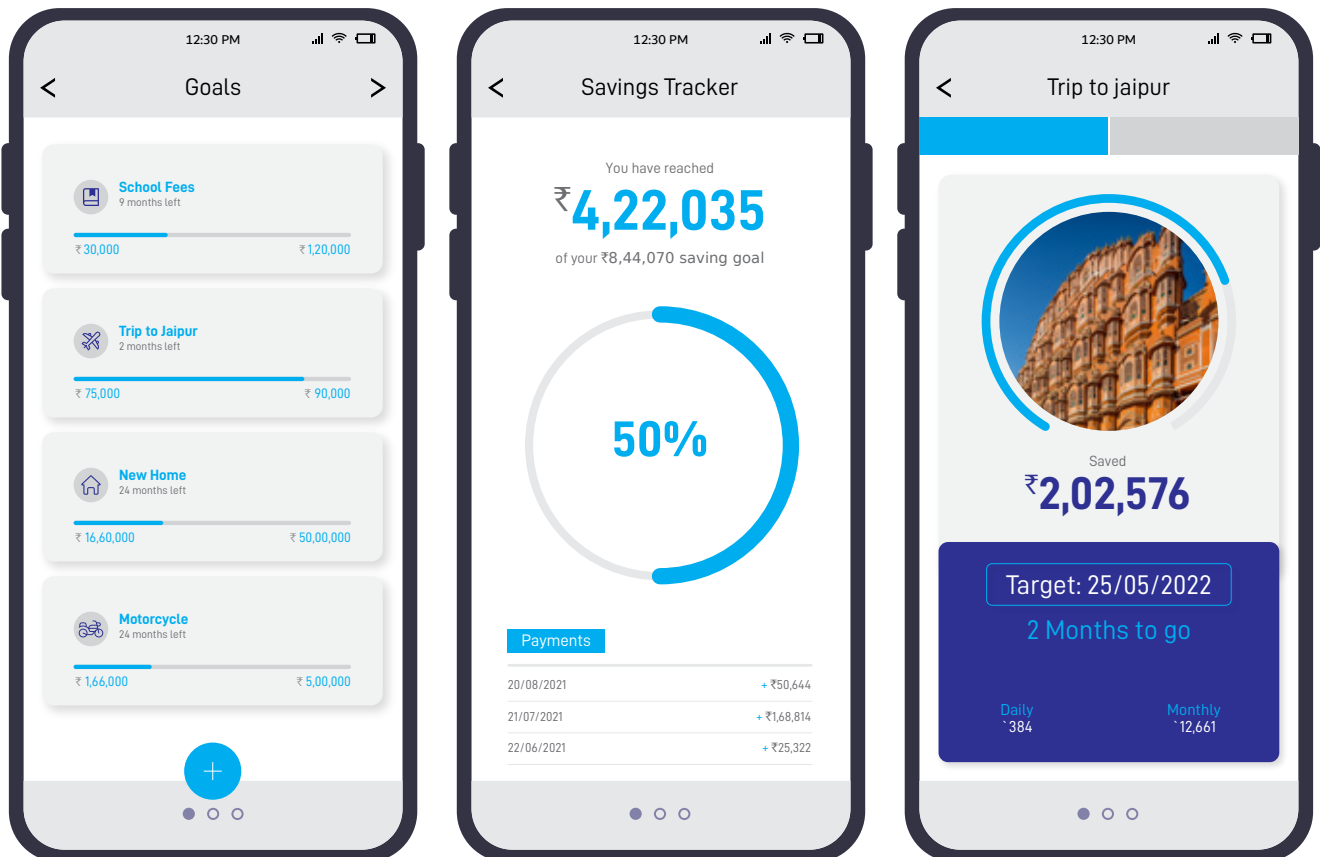 12:30 PM
< Goals >
School Fees
9 months left
₹ 30,000 ₹ 1,20,000
Trip to Jaipur
2 months left
₹ 75,000 ₹ 90,000
New Home
24 months left
₹ 16,60,000 ₹ 50,00,000
Motorcycle
24 months left
₹ 1,66,000 ₹ 5,00,000
+
12:30 PM
< Savings Tracker
You have reached
₹4,22,035
of your ₹8,44,070 saving goal
50%
Payments
20/08/2021 + ₹50,644
21/07/2021 + ₹1,68,814
22/06/2021 + ₹25,322
12:30 PM
< Trip to jaipur
Saved
₹2,02,576
Target: 25/05/2022
2 Months to go
Daily Monthly
`384 `12,661